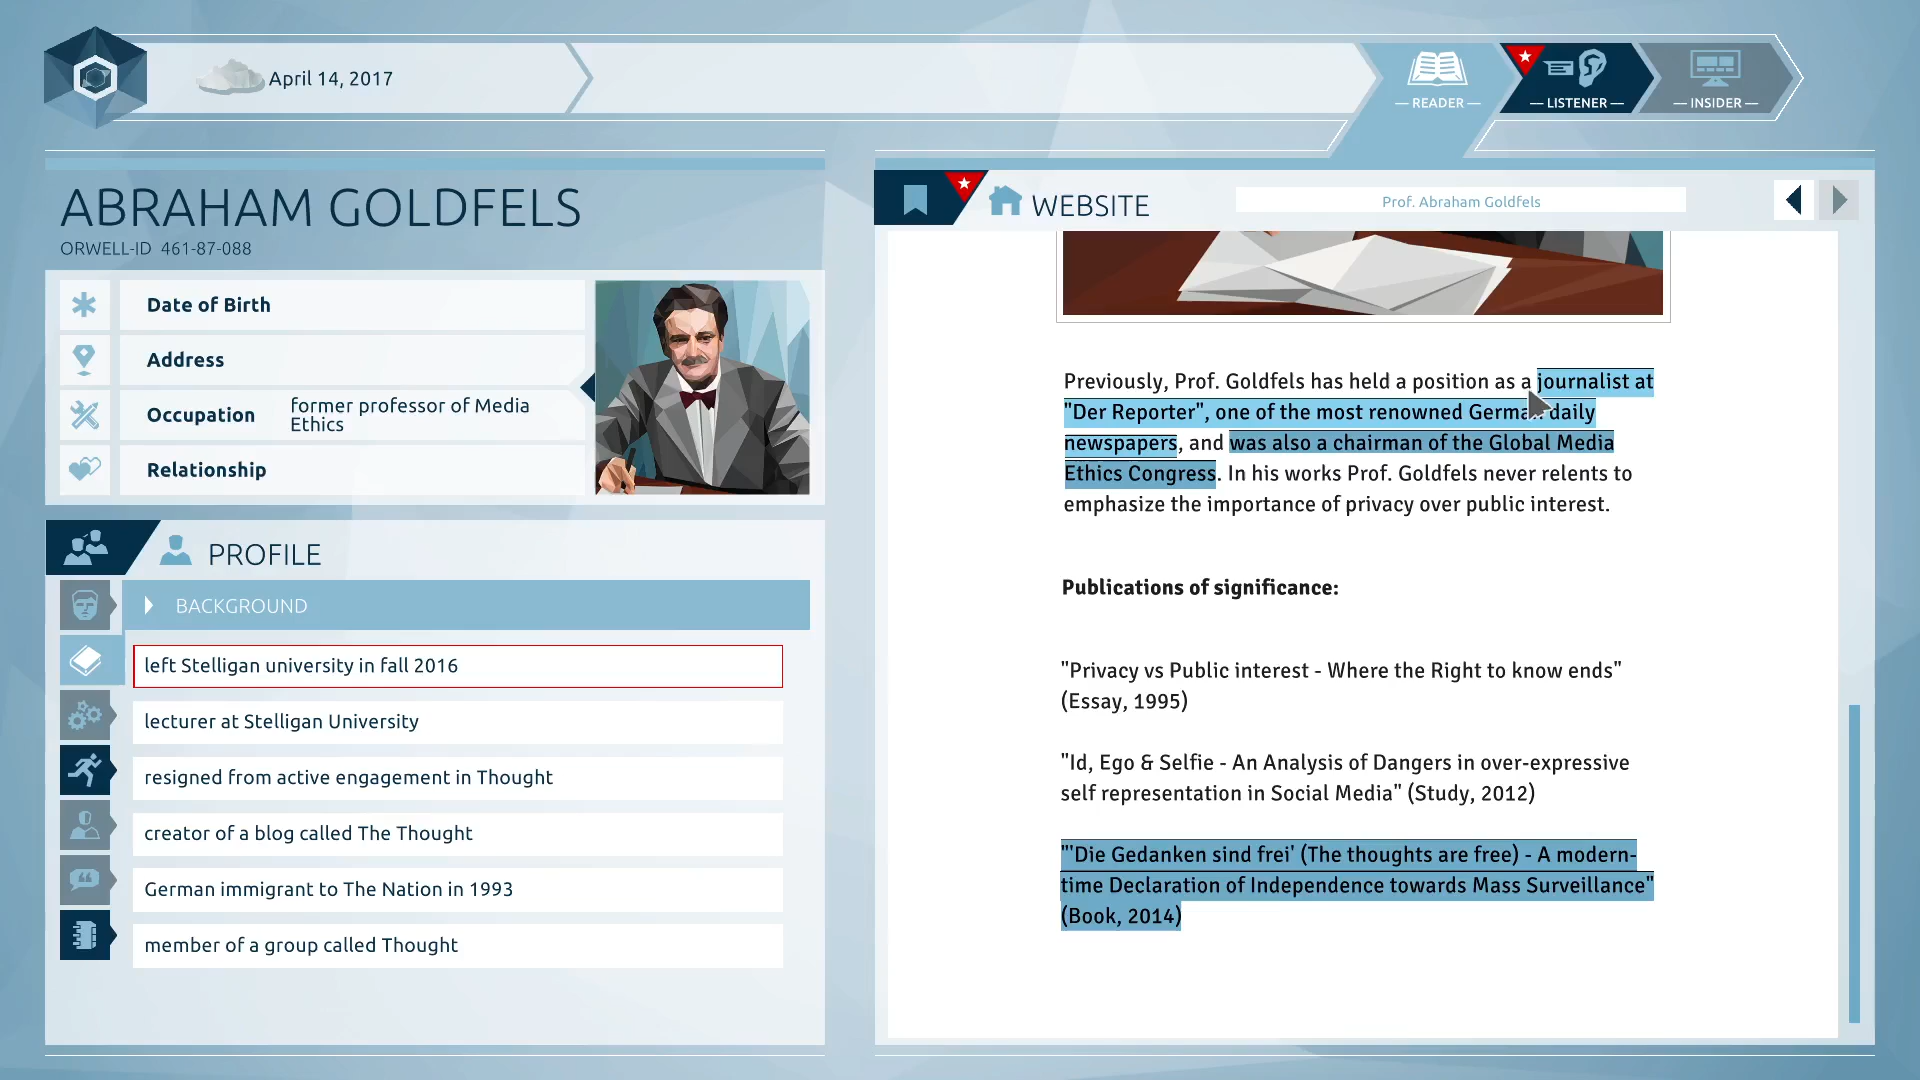 April 14, 2017
READER
LISTENER
INSIDER
ABRAHAM GOLDFELS
ORWELL-ID 461-87-088
Date of Birth
Address
Occupation
former professor of Media
Ethics
Relationship
PROFILE
BACKGROUND
left Stelligan university in fall 2016
lecturer at Stelligan University
resigned from active engagement in Thought
creator of a blog called The Thought
German immigrant to The Nation in 1993
member of a group called Thought
WEBSITE
Prof. Abraham Goldfels
Previously, Prof. Goldfels has held a position as a journalist at
"Der Reporter", one of the most renowned German daily
newspapers, and was also a chairman of the Global Media
Ethics Congress. In his works Prof. Goldfels never relents to
emphasize the importance of privacy over public interest.
Publications of significance:
"Privacy vs Public interest - Where the Right to know ends"
(Essay, 1995)
"Id, Ego & Selfie - An Analysis of Dangers in over-expressive
self representation in Social Media" (Study, 2012)
"'Die Gedanken sind frei' (The thoughts are free) - A modern-
time Declaration of Independence towards Mass Surveillance"
(Book, 2014)